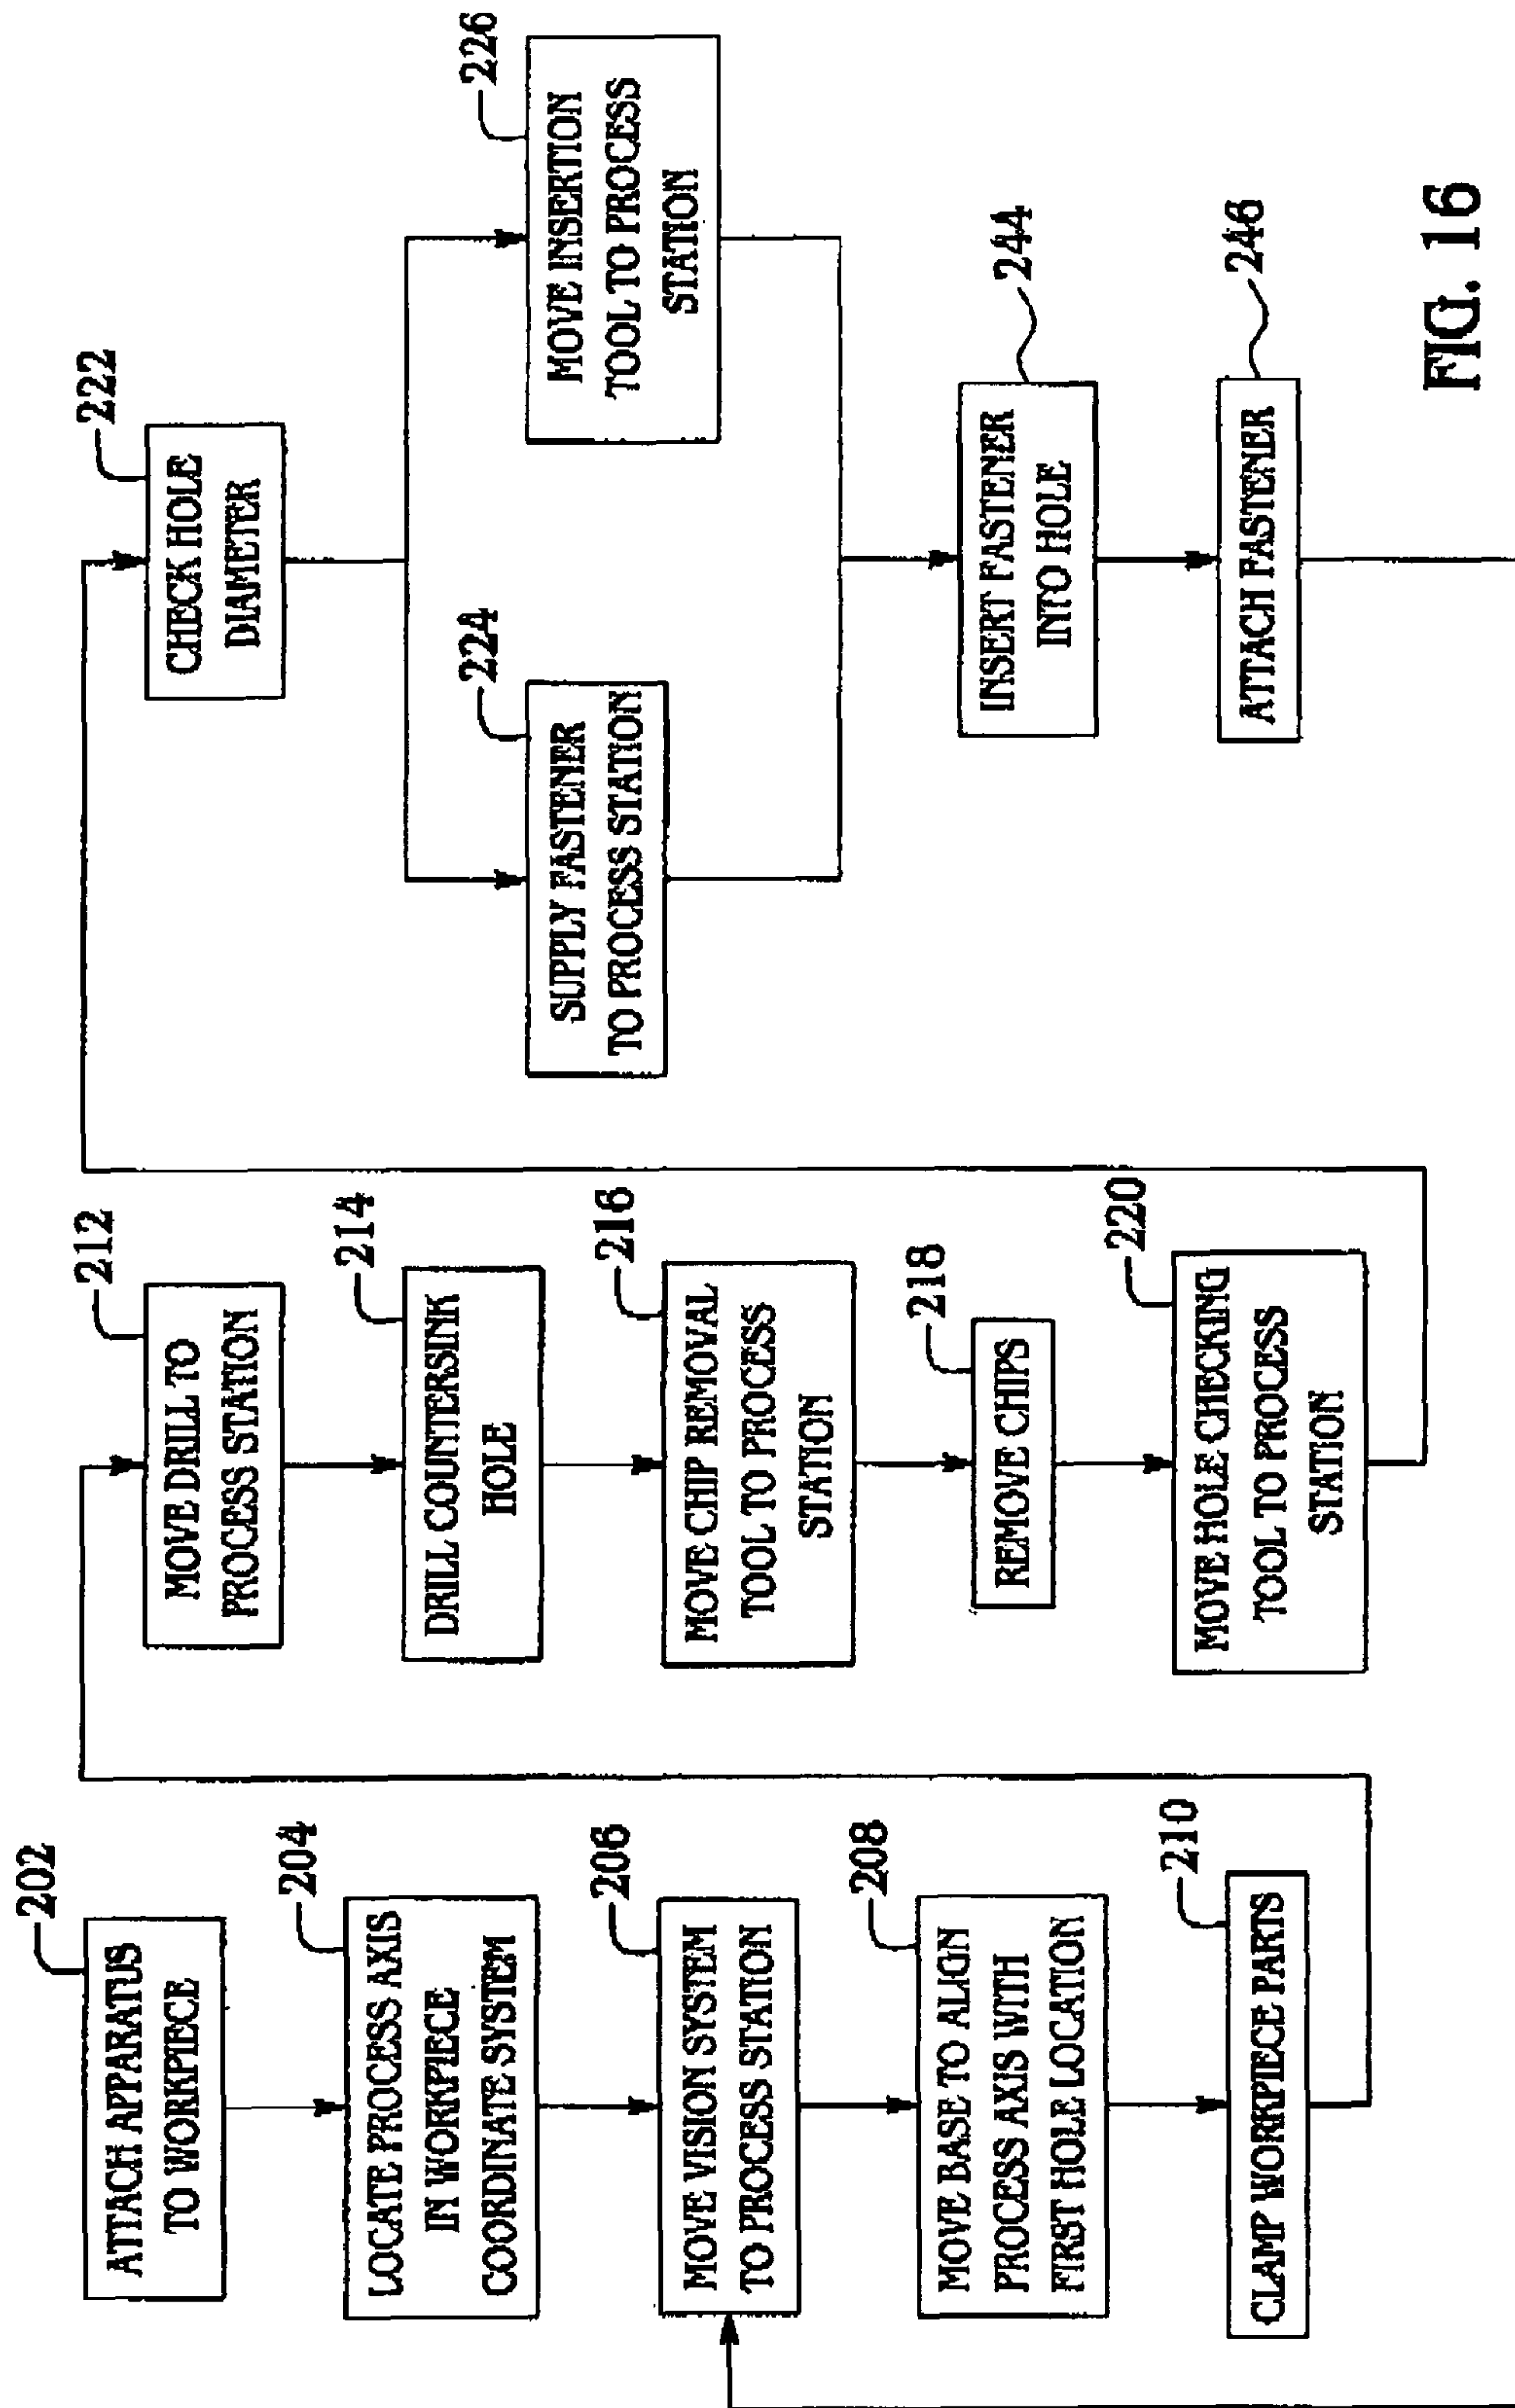 202
ATTACH APPARATUS
TO WORKPIECE
204
LOCATE PROCESS AXIS
IN WORKPIECE
COORDINATE SYSTEM
206
MOVE VISION SYSTEM
TO PROCESS STATION
208
MOVE BASE TO ALIGN
PROCESS AXIS WITH
FIRST HOLE LOCATION
210
CLAMP WORKPIECE PARTS
212
MOVE DRILL TO
PROCESS STATION
214
DRILL COUNTERSINK
HOLE
216
MOVE CHIP REMOVAL
TOOL TO PROCESS
STATION
218
REMOVE CHIPS
220
MOVE HOLE CHECKING
TOOL TO PROCESS
STATION
222
CHECK HOLE
DIAMETER
224
SUPPLY FASTENER
TO PROCESS STATION
226
MOVE INSERTION
TOOL TO PROCESS
STATION
244
INSERT FASTENER
INTO HOLE
246
ATTACH FASTENER
FIG. 16